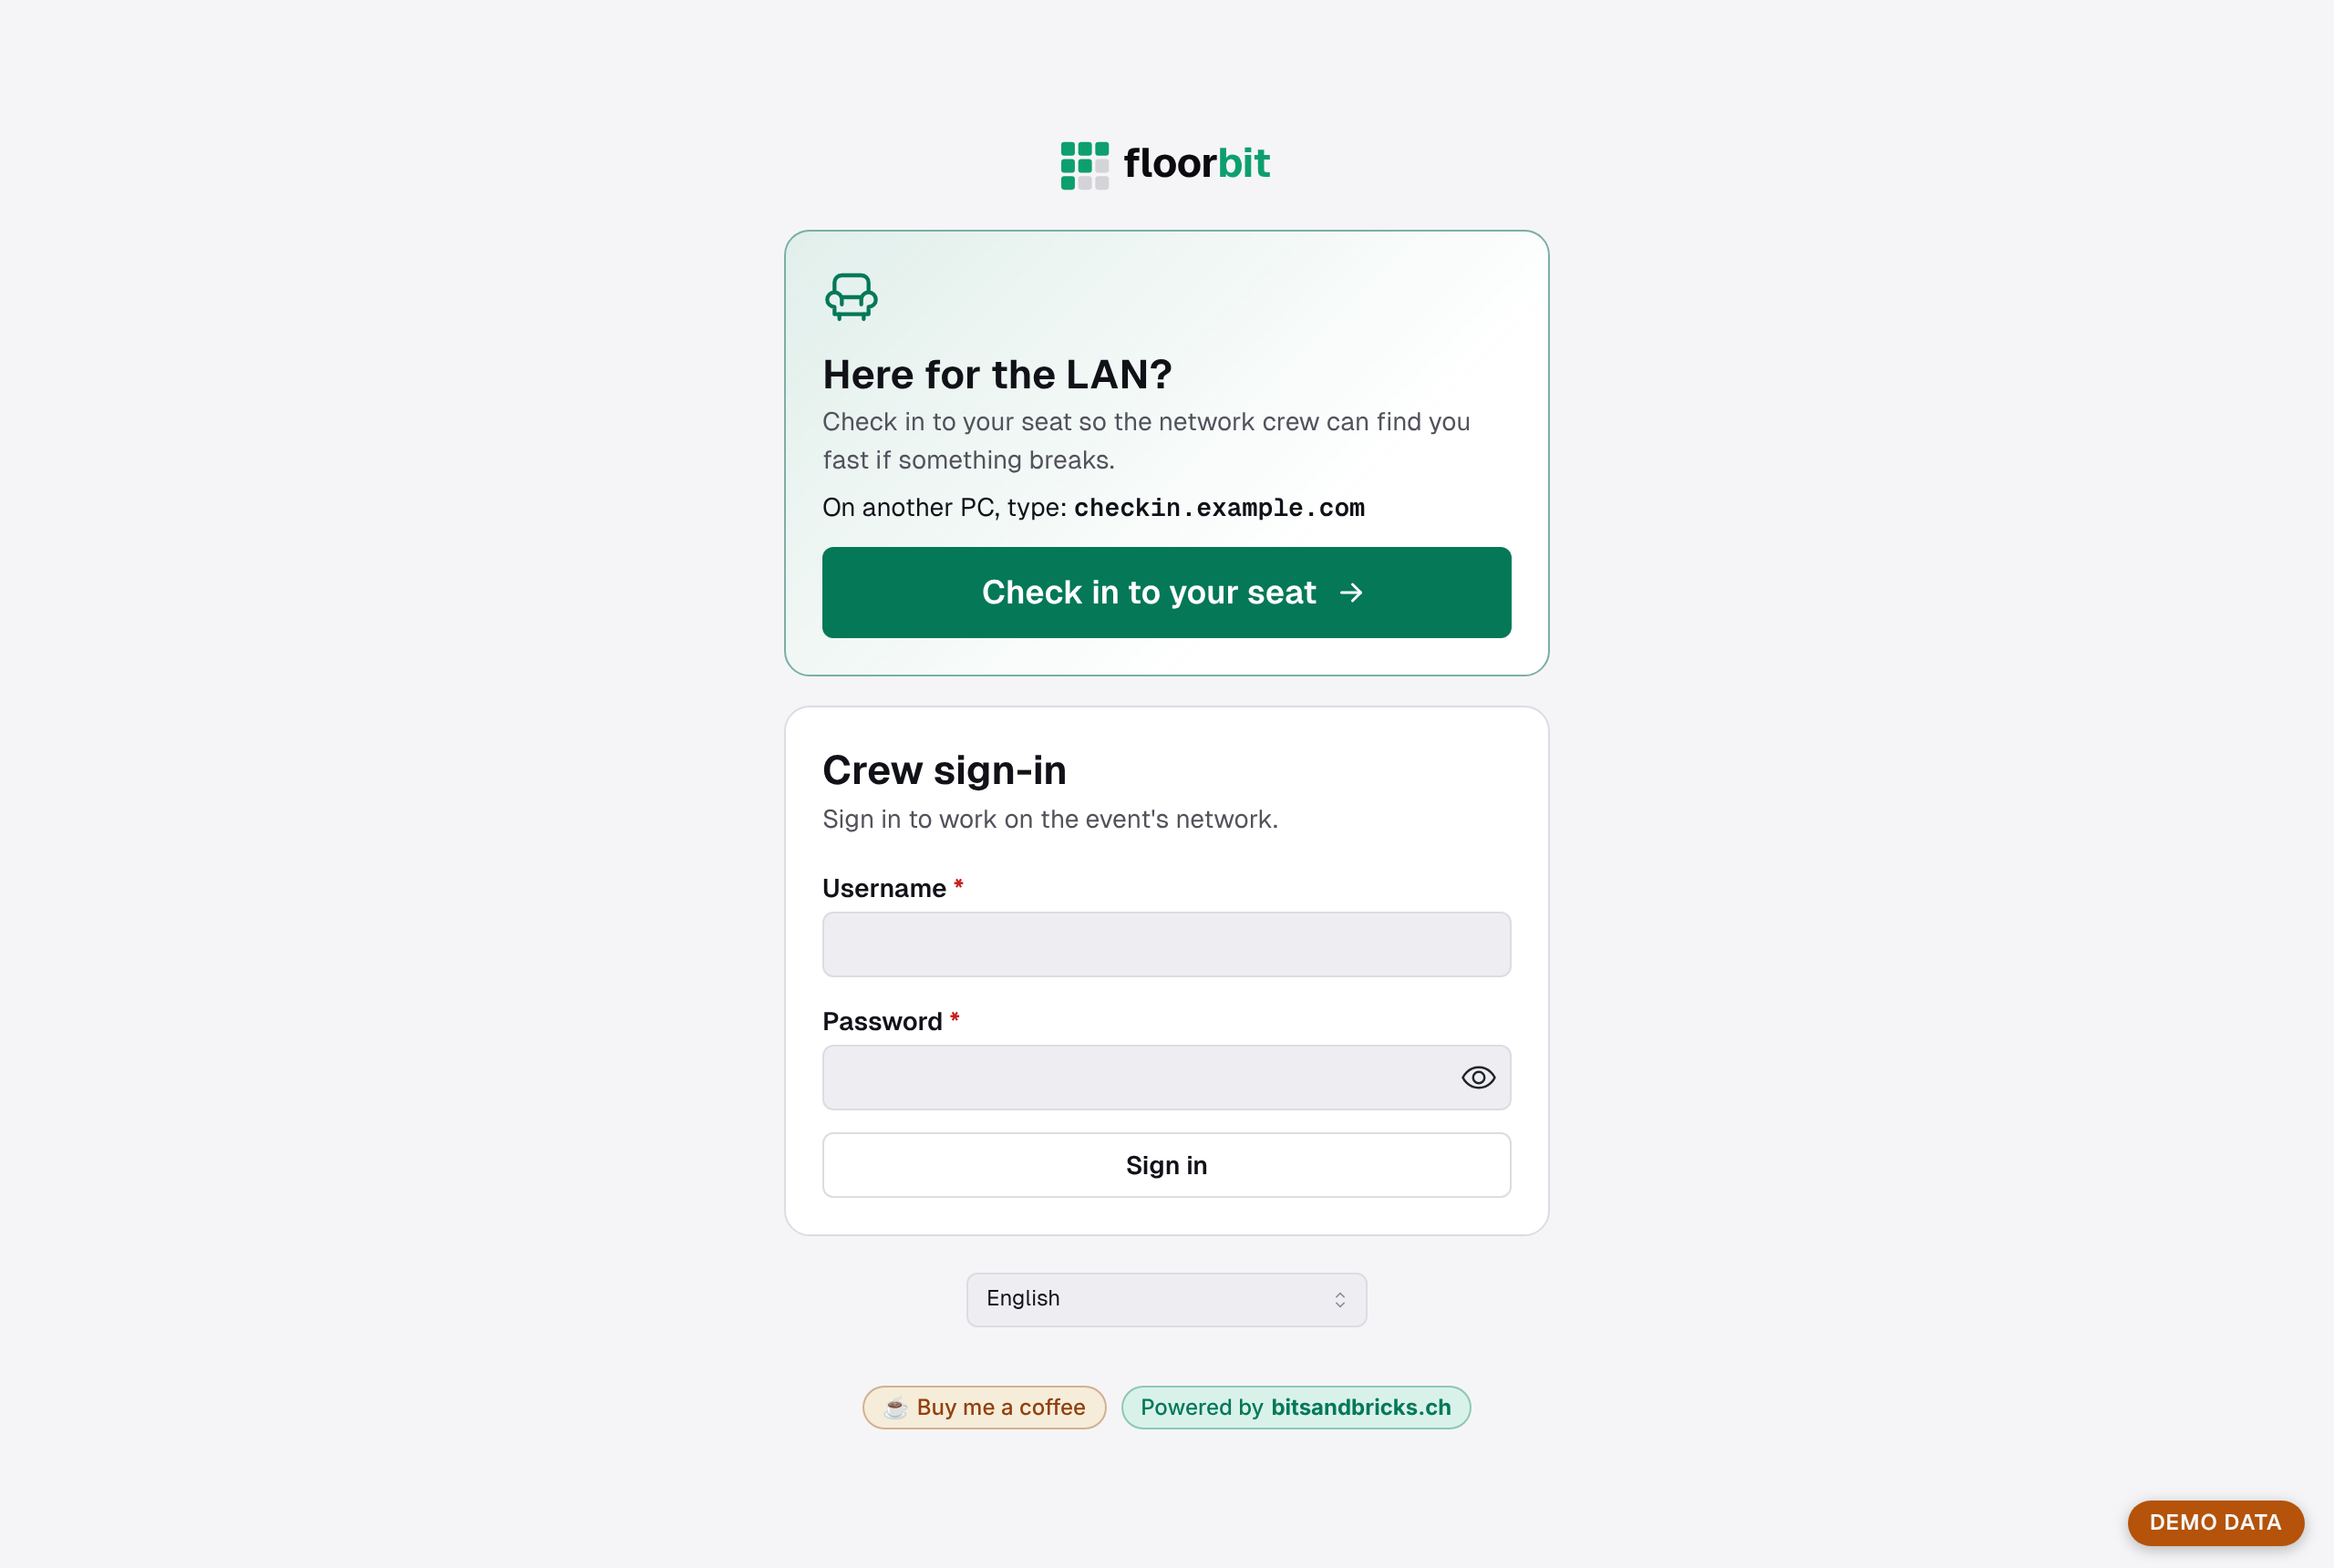 floorbit
Here for the LAN?
Check in to your seat so the network crew can find you
fast if something breaks.
On another PC, type: checkin.example.com
Check in to your seat →
Crew sign-in
Sign in to work on the event's network.
Username *
Password *
Sign in
English
☕ Buy me a coffee
Powered by bitsandbricks.ch
DEMO DATA